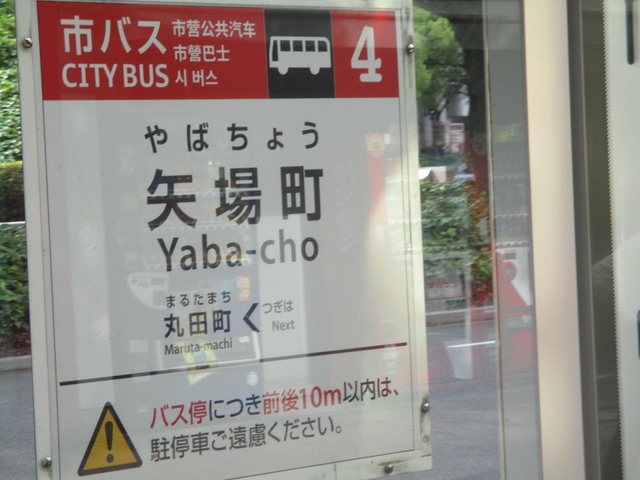 市バス 市营公共汽车
市營巴士
CITY BUS 시 버스
4
やばちょう
矢場町
Yaba-cho
まるたまち
丸田町
Maruta-machi
つぎは
Next
バス停につき前後10m以内は、
駐停車ご遠慮ください。